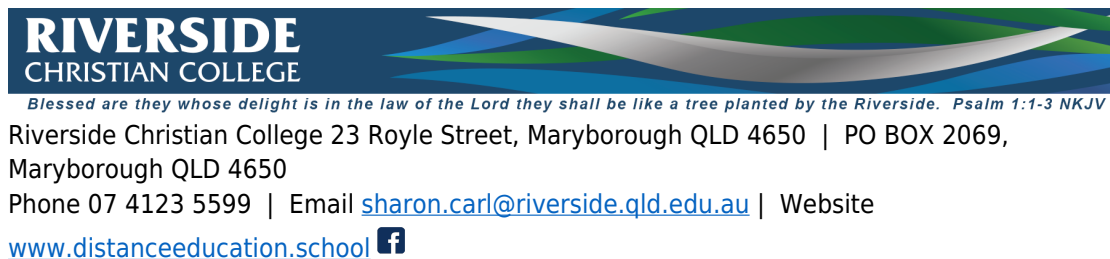 RIVERSIDE
CHRISTIAN COLLEGE
Blessed are they whose delight is in the law of the Lord they shall be like a tree planted by the Riverside. Psalm 1:1-3 NKJV
Riverside Christian College 23 Royle Street, Maryborough QLD 4650 | PO BOX 2069,
Maryborough QLD 4650
Phone 07 4123 5599 | Email sharon.carl@riverside.qld.edu.au | Website
www.distanceeducation.school